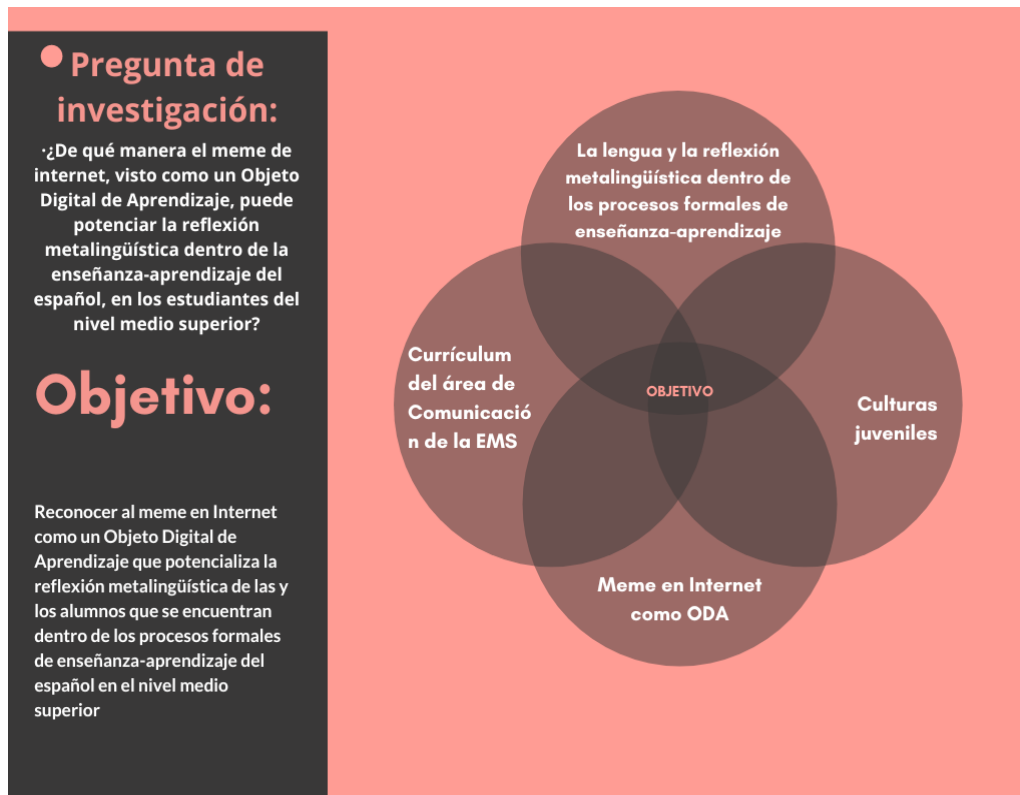 Pregunta de
investigación:
·¿De qué manera el meme de
internet, visto como un Objeto
Digital de Aprendizaje, puede
potenciar la reflexión
metalingüística dentro de la
enseñanza-aprendizaje del
español, en los estudiantes del
nivel medio superior?
Objetivo:
Reconocer al meme en Internet
como un Objeto Digital de
Aprendizaje que potencializa la
reflexión metalingüística de las y
los alumnos que se encuentran
dentro de los procesos formales
de enseñanza-aprendizaje del
español en el nivel medio
superior
La lengua y la reflexión
metalingüística dentro de
los procesos formales de
enseñanza-aprendizaje
Currículum
del área de
Comunicació
n de la EMS
OBJETIVO
Culturas
juveniles
Meme en Internet
como ODA